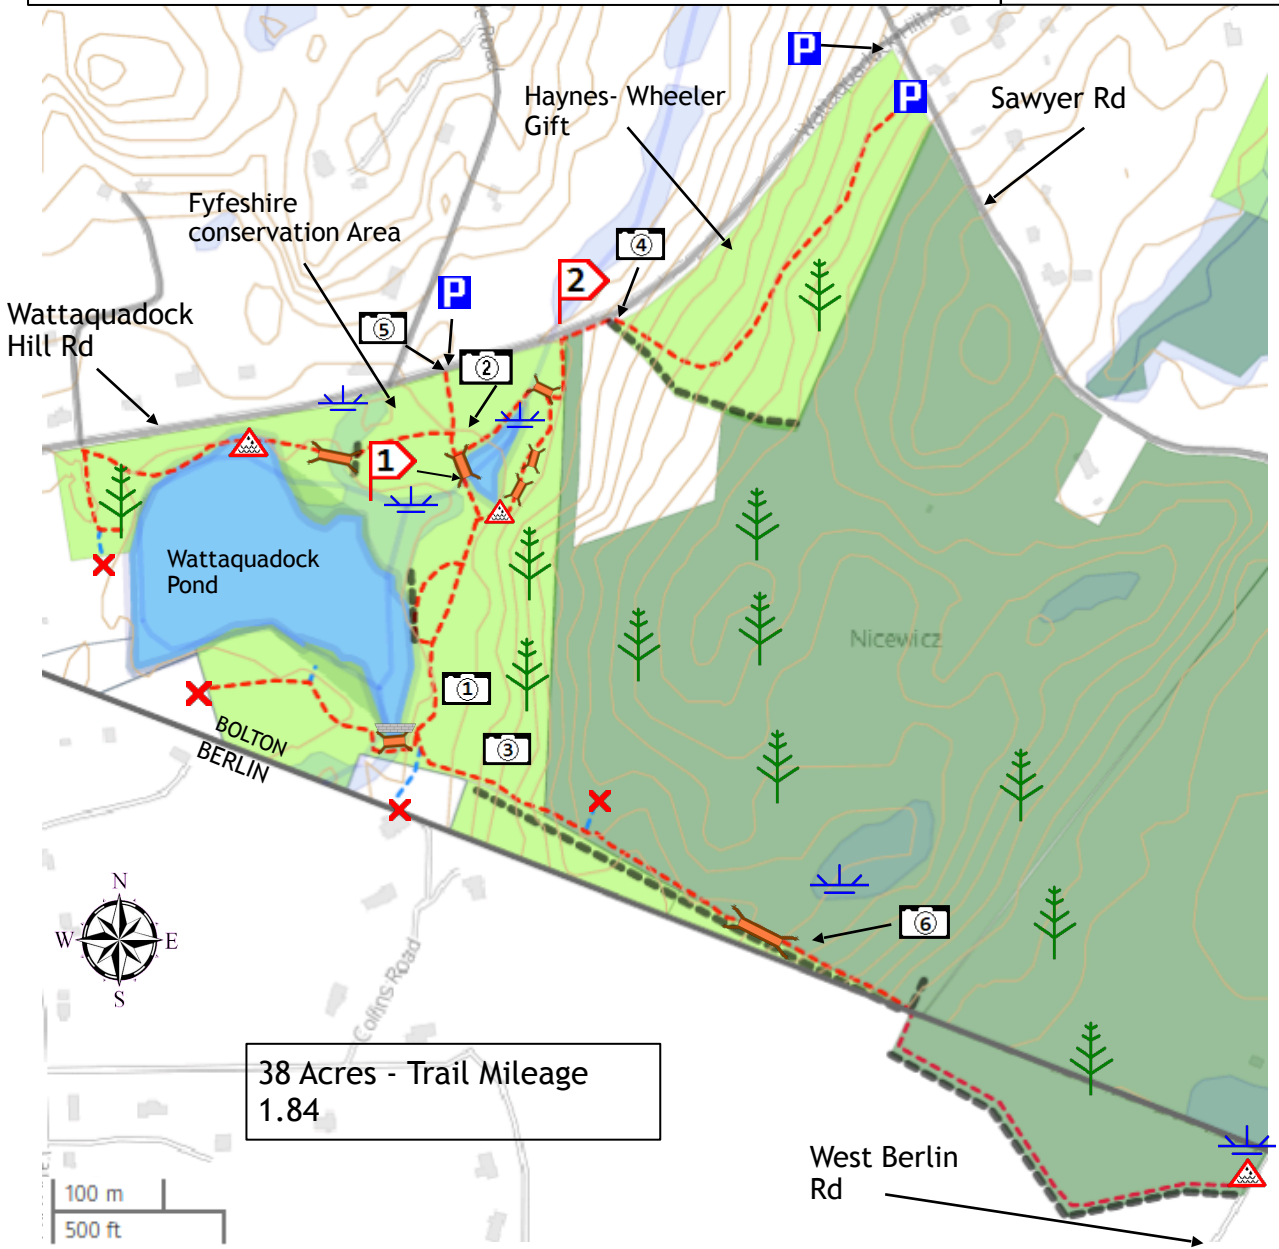 P
P
Haynes- Wheeler
Gift
Sawyer Rd
Fyfeshire
conservation Area
4
2
P
Wattaquadock
Hill Rd
5
2
1
Wattaquadock
Pond
Nicewicz
1
BOLTON
BERLIN
3
6
N
W E
S
Collins Road
38 Acres - Trail Mileage
1.84
West Berlin
Rd
100 m
500 ft